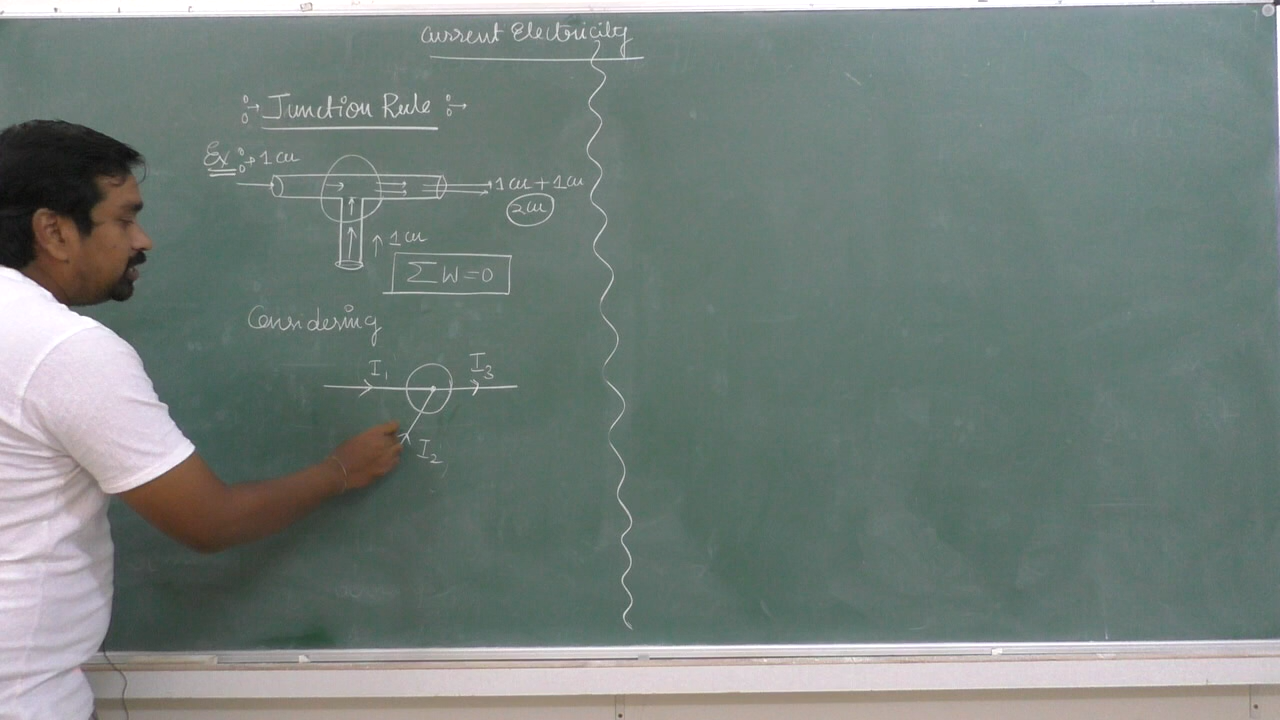 Current Electricity
Junction Rule
Ex 1 cu
1 cu + 1 cu
2 cu
1 cu
∑ W = 0
Considering
I₁
I₃
I₂